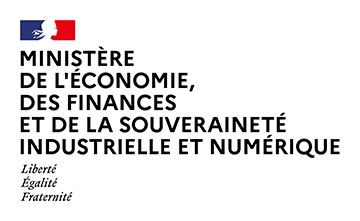 MINISTÈRE
DE L'ÉCONOMIE,
DES FINANCES
ET DE LA SOUVERAINETÉ
INDUSTRIELLE ET NUMÉRIQUE
Liberté
Égalité
Fraternité